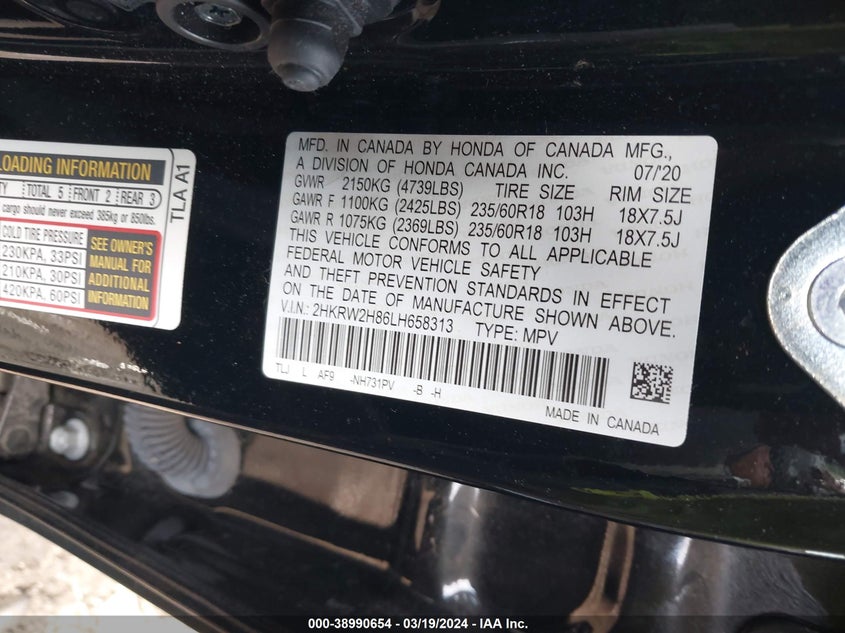 LOADING INFORMATION
TOTAL 5 FRONT 2 REAR 3
cargo should never exceed 385kg or 850lbs.
COLD TIRE PRESSURE
230KPA, 33PSI
210KPA, 30PSI
420KPA, 60PSI
SEE OWNER'S
MANUAL FOR
ADDITIONAL
INFORMATION
TLA A1
MFD. IN CANADA BY HONDA OF CANADA MFG.,
A DIVISION OF HONDA CANADA INC. 07/'20
GVWR 2150KG (4739LBS) TIRE SIZE RIM SIZE
GAWR F 1100KG (2425LBS) 235/60R18 103H 18X7.5J
GAWR R 1075KG (2369LBS) 235/60R18 103H 18X7.5J
THIS VEHICLE CONFORMS TO ALL APPLICABLE
FEDERAL MOTOR VEHICLE SAFETY
AND THEFT PREVENTION STANDARDS IN EFFECT
ON THE DATE OF MANUFACTURE SHOWN ABOVE.
V.I.N.: 2HKRW2H86LH658313 TYPE: MPV
TLJ L AF9 -NH731PV -B -H
MADE IN CANADA
000-38990654 / 03/19/2024 - IAA Inc.